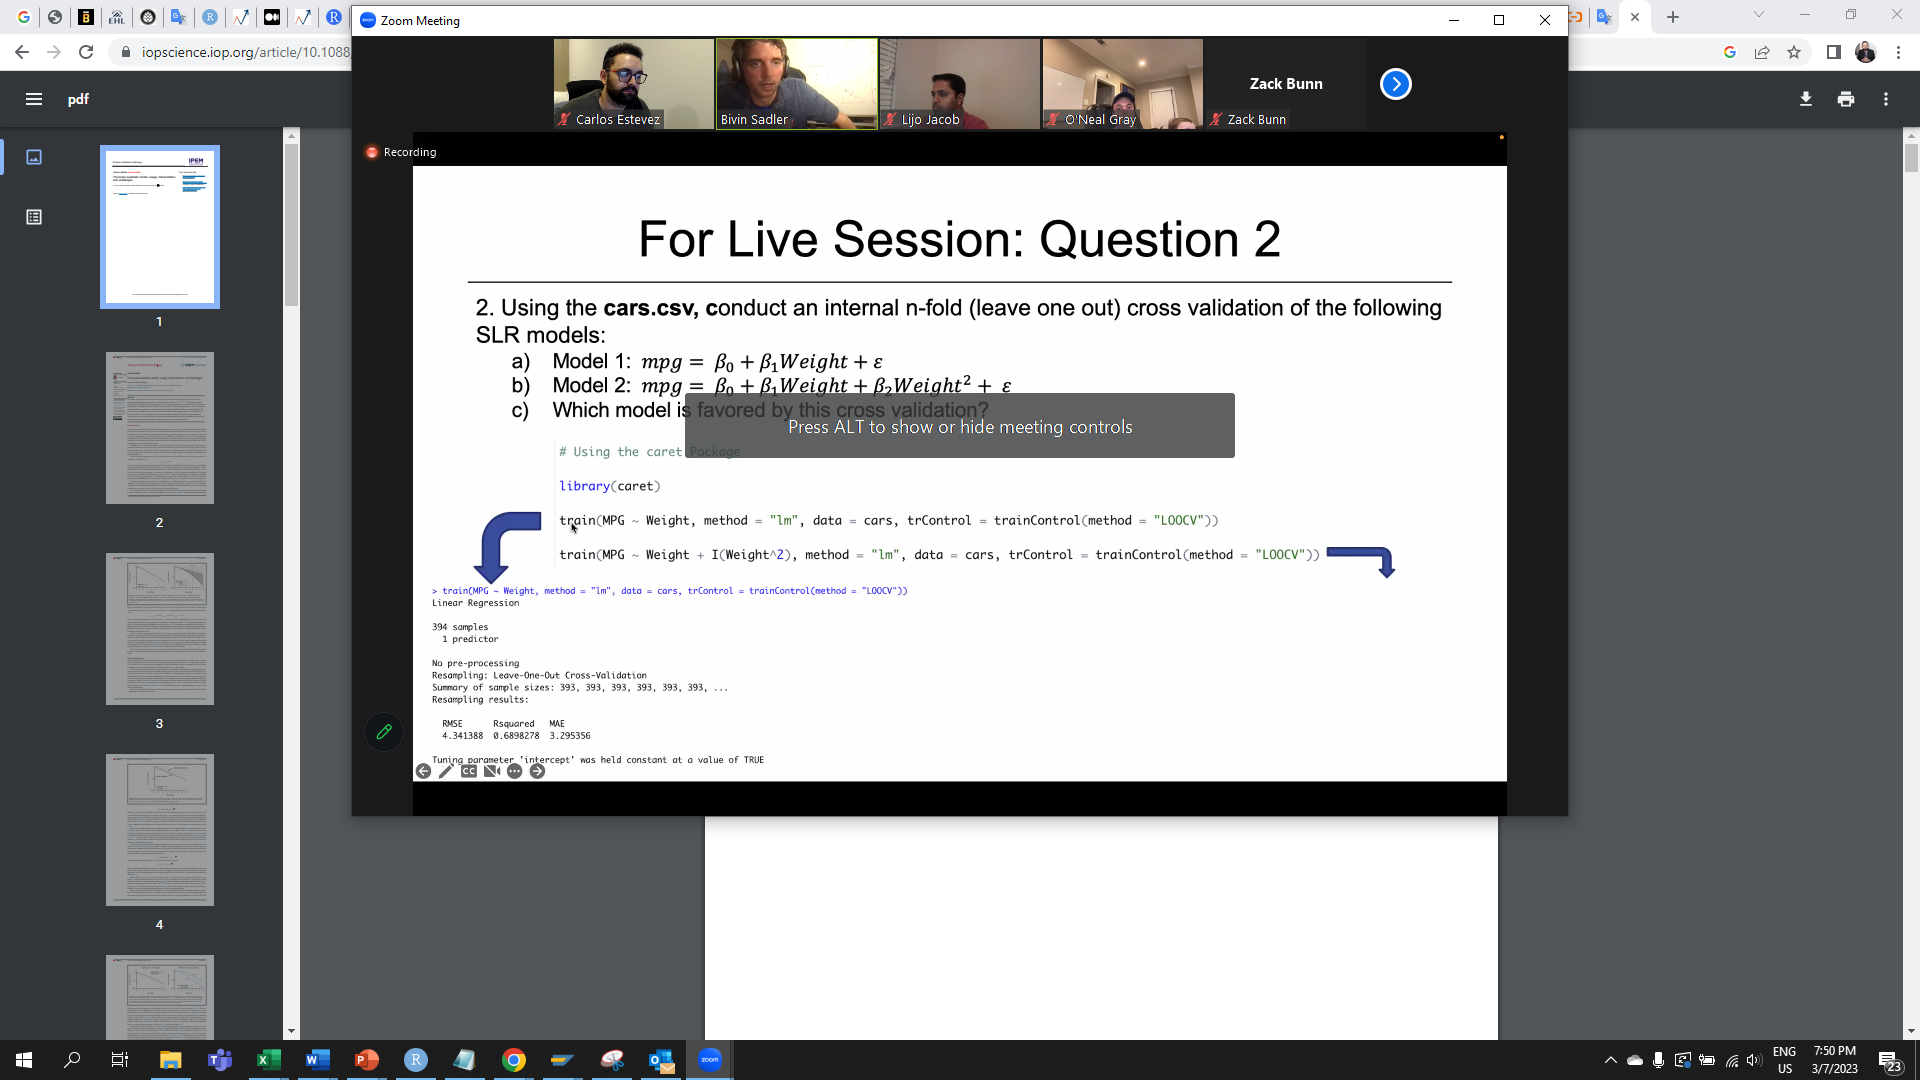 Zoom Meeting
iopscience.iop.org/article/10.1088
pdf
Carlos Estevez
Bivin Sadler
Lijo Jacob
O'Neal Gray
Zack Bunn
Zack Bunn
Recording
For Live Session: Question 2
2. Using the cars.csv, conduct an internal n-fold (leave one out) cross validation of the following
SLR models:
a) Model 1: mpg = β₀ + β₁Weight + ε
b) Model 2: mpg = β₀ + β₁Weight + β₂Weight² + ε
c) Which model is favored by this cross validation?
Press ALT to show or hide meeting controls
# Using the caret Package
library(caret)
train(MPG ~ Weight, method = "lm", data = cars, trControl = trainControl(method = "LOOCV"))
train(MPG ~ Weight + I(Weight^2), method = "lm", data = cars, trControl = trainControl(method = "LOOCV"))
> train(MPG ~ Weight, method = "lm", data = cars, trControl = trainControl(method = "LOOCV"))
Linear Regression
394 samples
1 predictor
No pre-processing
Resampling: Leave-One-Out Cross-Validation
Summary of sample sizes: 393, 393, 393, 393, 393, 393, ...
Resampling results:
RMSE Rsquared MAE
4.341388 0.6898278 3.295356
Tuning parameter 'intercept' was held constant at a value of TRUE
IPEM
1
2
3
4
ENG
US
7:50 PM
3/7/2023
23
zoom